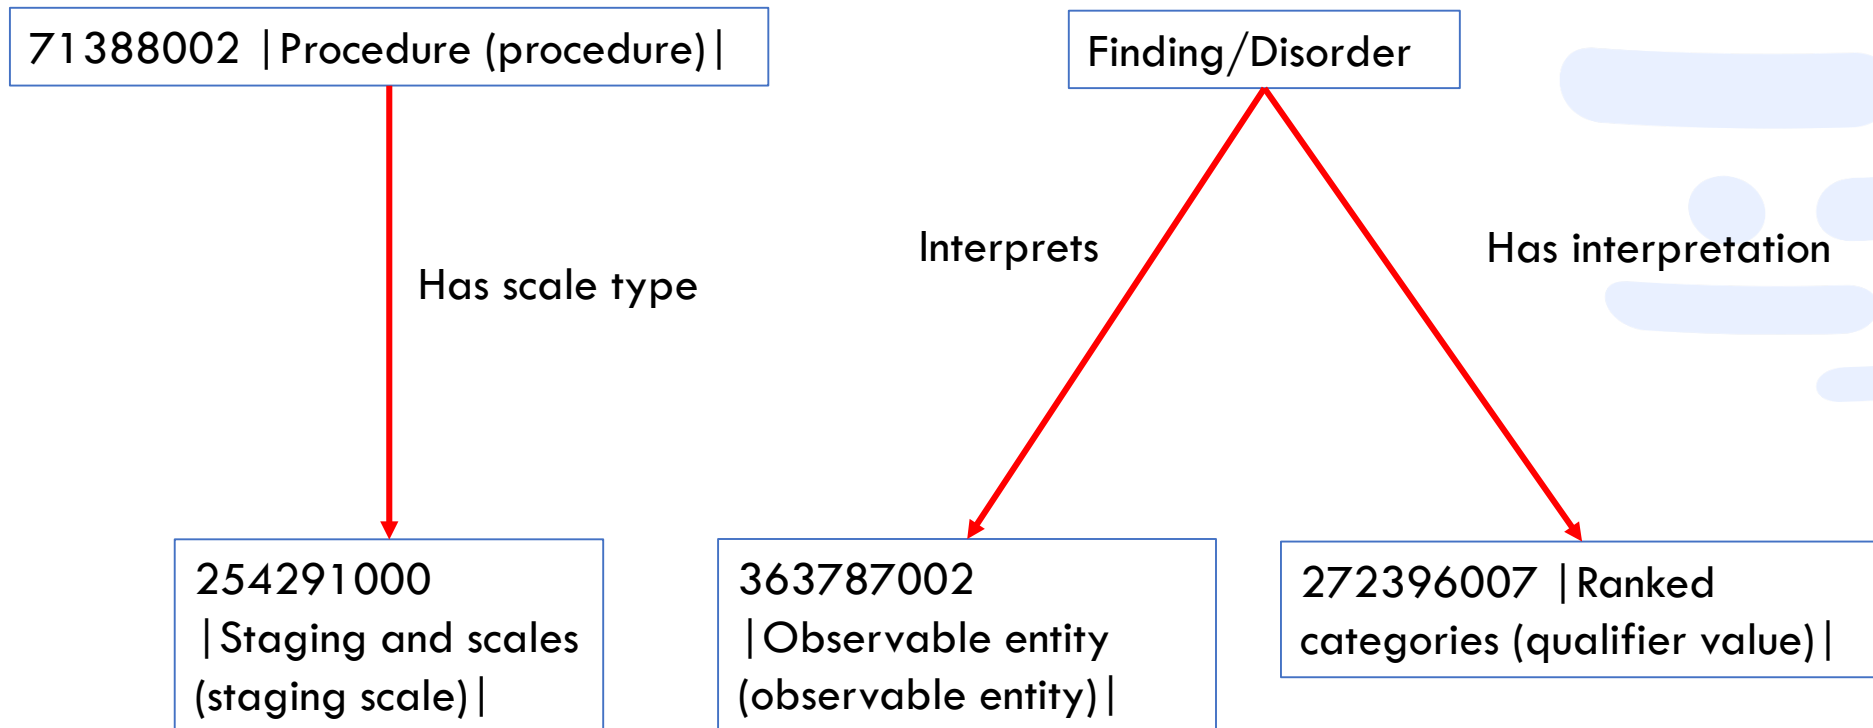 71388002 |Procedure (procedure)|
Finding/Disorder
Has scale type
Interprets
Has interpretation
254291000
|Staging and scales
(staging scale)|
363787002
|Observable entity
(observable entity)|
272396007 |Ranked
categories (qualifier value)|